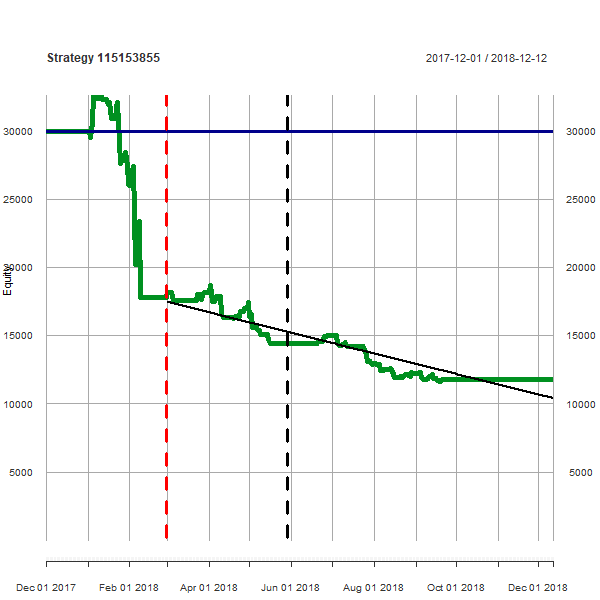 Strategy 115153855
2017-12-01 / 2018-12-12
30000
30000
25000
25000
20000
20000
Equity
15000
15000
10000
10000
5000
5000
Dec 01 2017
Feb 01 2018
Apr 01 2018
Jun 01 2018
Aug 01 2018
Oct 01 2018
Dec 01 2018